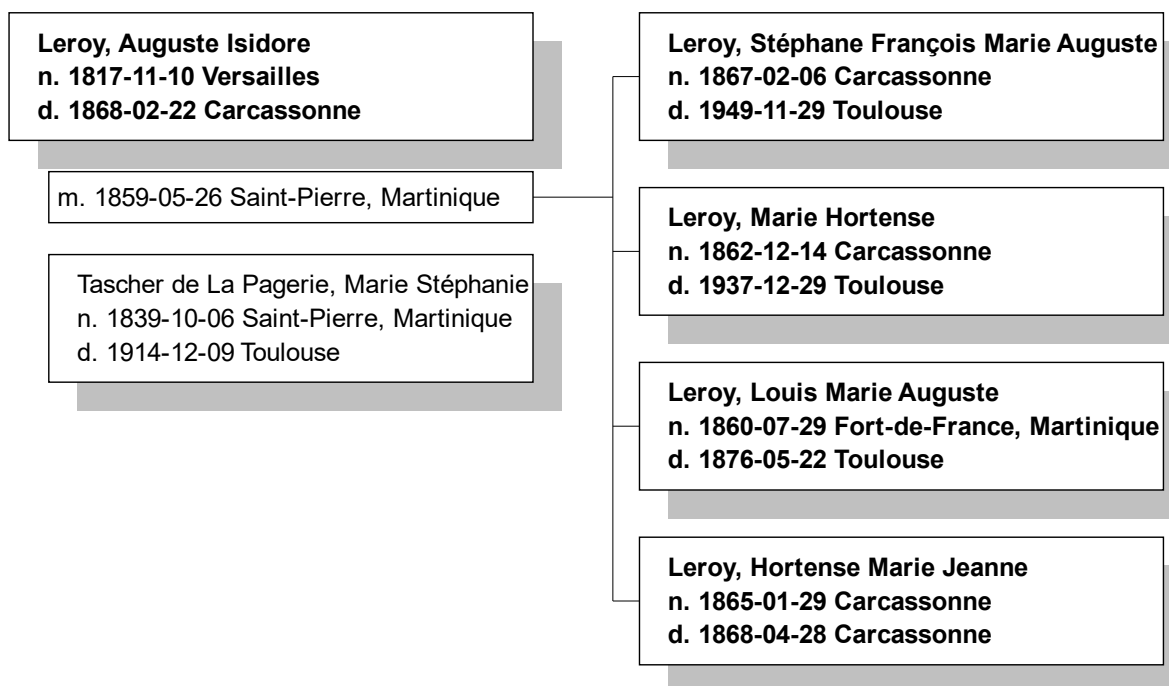 Leroy, Auguste Isidore
n. 1817-11-10 Versailles
d. 1868-02-22 Carcassonne
m. 1859-05-26 Saint-Pierre, Martinique
Tascher de La Pagerie, Marie Stéphanie
n. 1839-10-06 Saint-Pierre, Martinique
d. 1914-12-09 Toulouse
Leroy, Stéphane François Marie Auguste
n. 1867-02-06 Carcassonne
d. 1949-11-29 Toulouse
Leroy, Marie Hortense
n. 1862-12-14 Carcassonne
d. 1937-12-29 Toulouse
Leroy, Louis Marie Auguste
n. 1860-07-29 Fort-de-France, Martinique
d. 1876-05-22 Toulouse
Leroy, Hortense Marie Jeanne
n. 1865-01-29 Carcassonne
d. 1868-04-28 Carcassonne